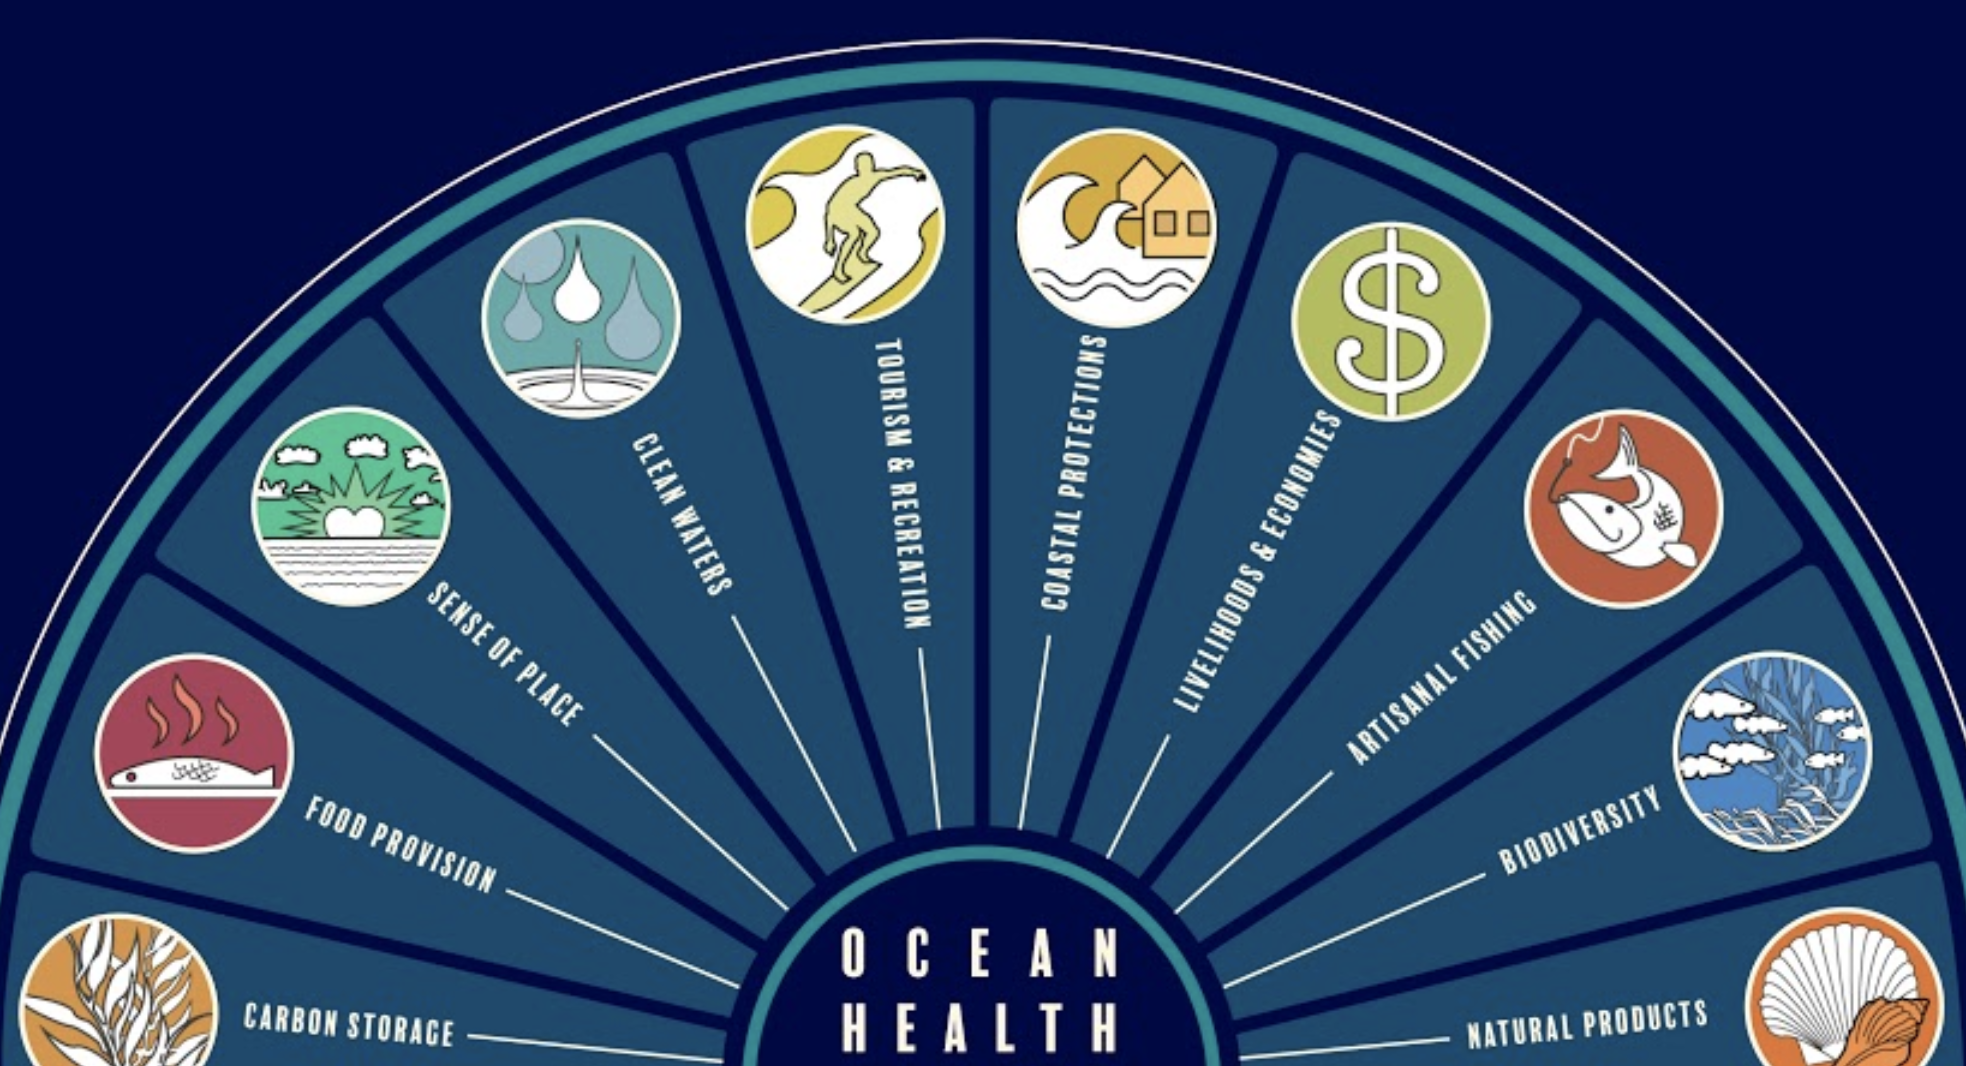 CARBON STORAGE
FOOD PROVISION
SENSE OF PLACE
CLEAN WATERS
TOURISM & RECREATION
COASTAL PROTECTIONS
LIVELIHOODS & ECONOMIES
ARTISANAL FISHING
BIODIVERSITY
NATURAL PRODUCTS
OCEAN
HEALTH